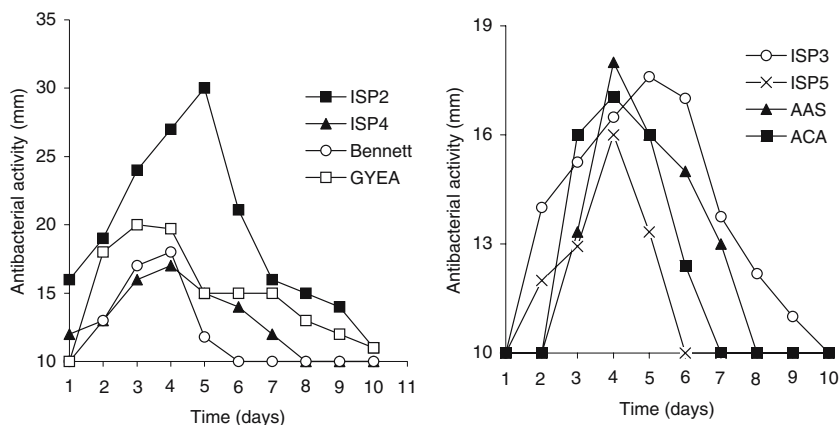 35
30
25
20
15
10
Antibacterial activity (mm)
1 2 3 4 5 6 7 8 9 10 11
Time (days)
ISP2
ISP4
Bennett
GYEA
19
16
13
10
Antibacterial activity (mm)
1 2 3 4 5 6 7 8 9 10
Time (days)
ISP3
ISP5
AAS
ACA